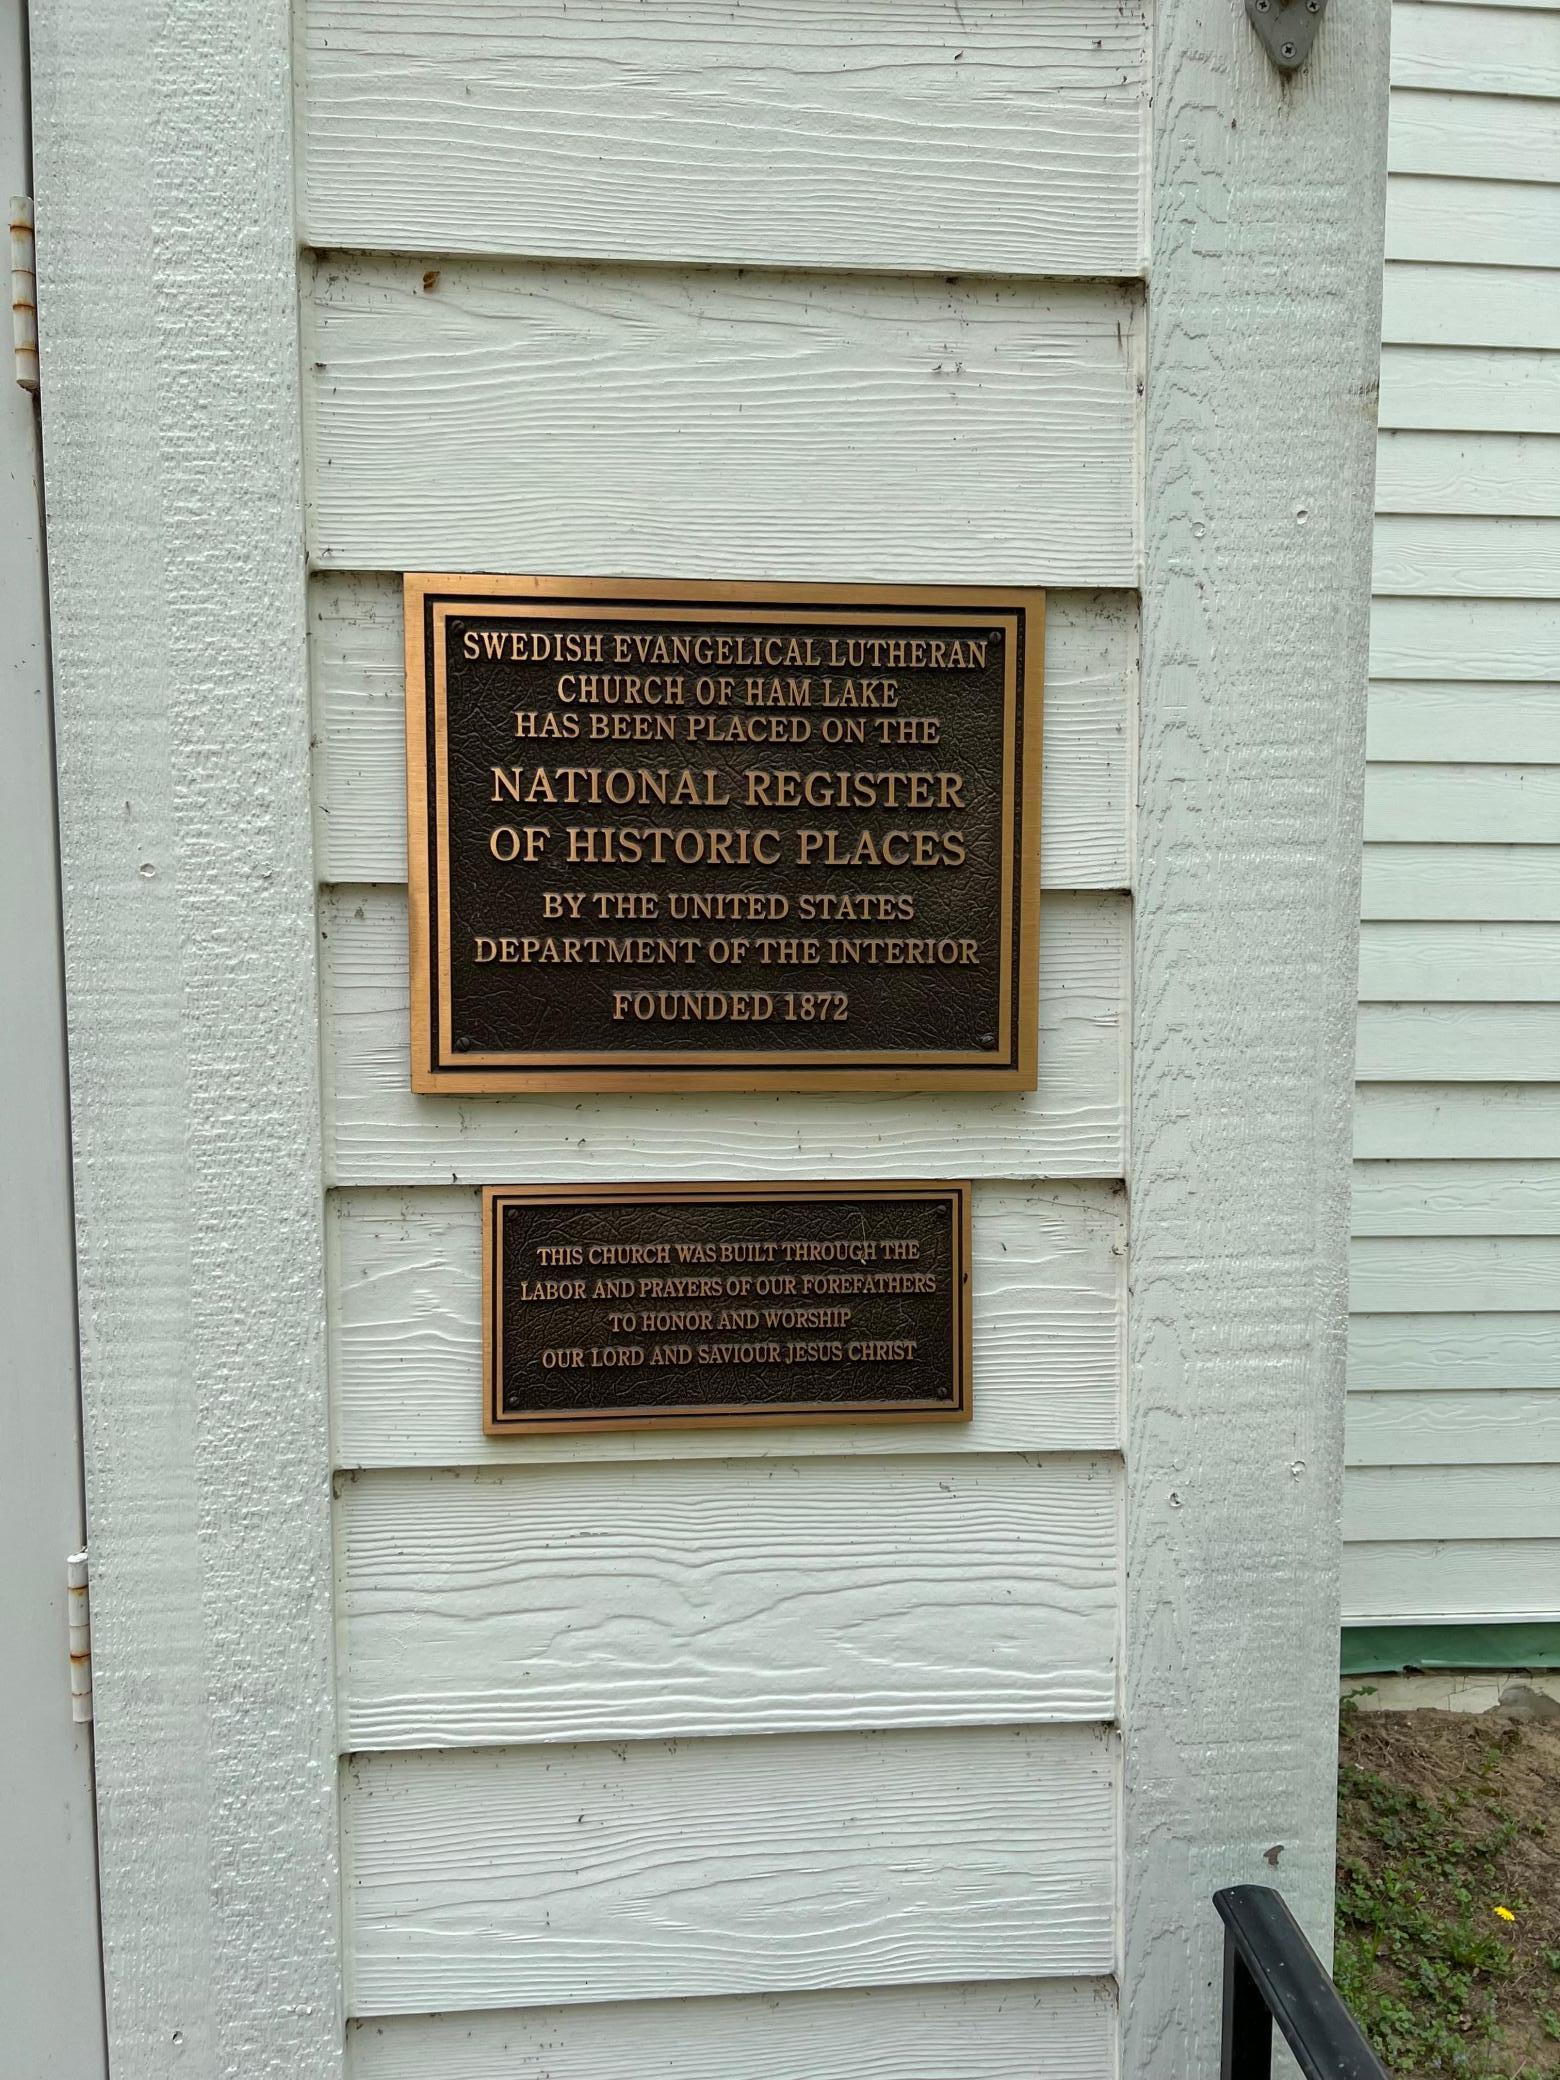 SWEDISH EVANGELICAL LUTHERAN
CHURCH OF HAM LAKE
HAS BEEN PLACED ON THE
NATIONAL REGISTER
OF HISTORIC PLACES
BY THE UNITED STATES
DEPARTMENT OF THE INTERIOR
FOUNDED 1872
THIS CHURCH WAS BUILT THROUGH THE
LABOR AND PRAYERS OF OUR FOREFATHERS
TO HONOR AND WORSHIP
OUR LORD AND SAVIOUR JESUS CHRIST